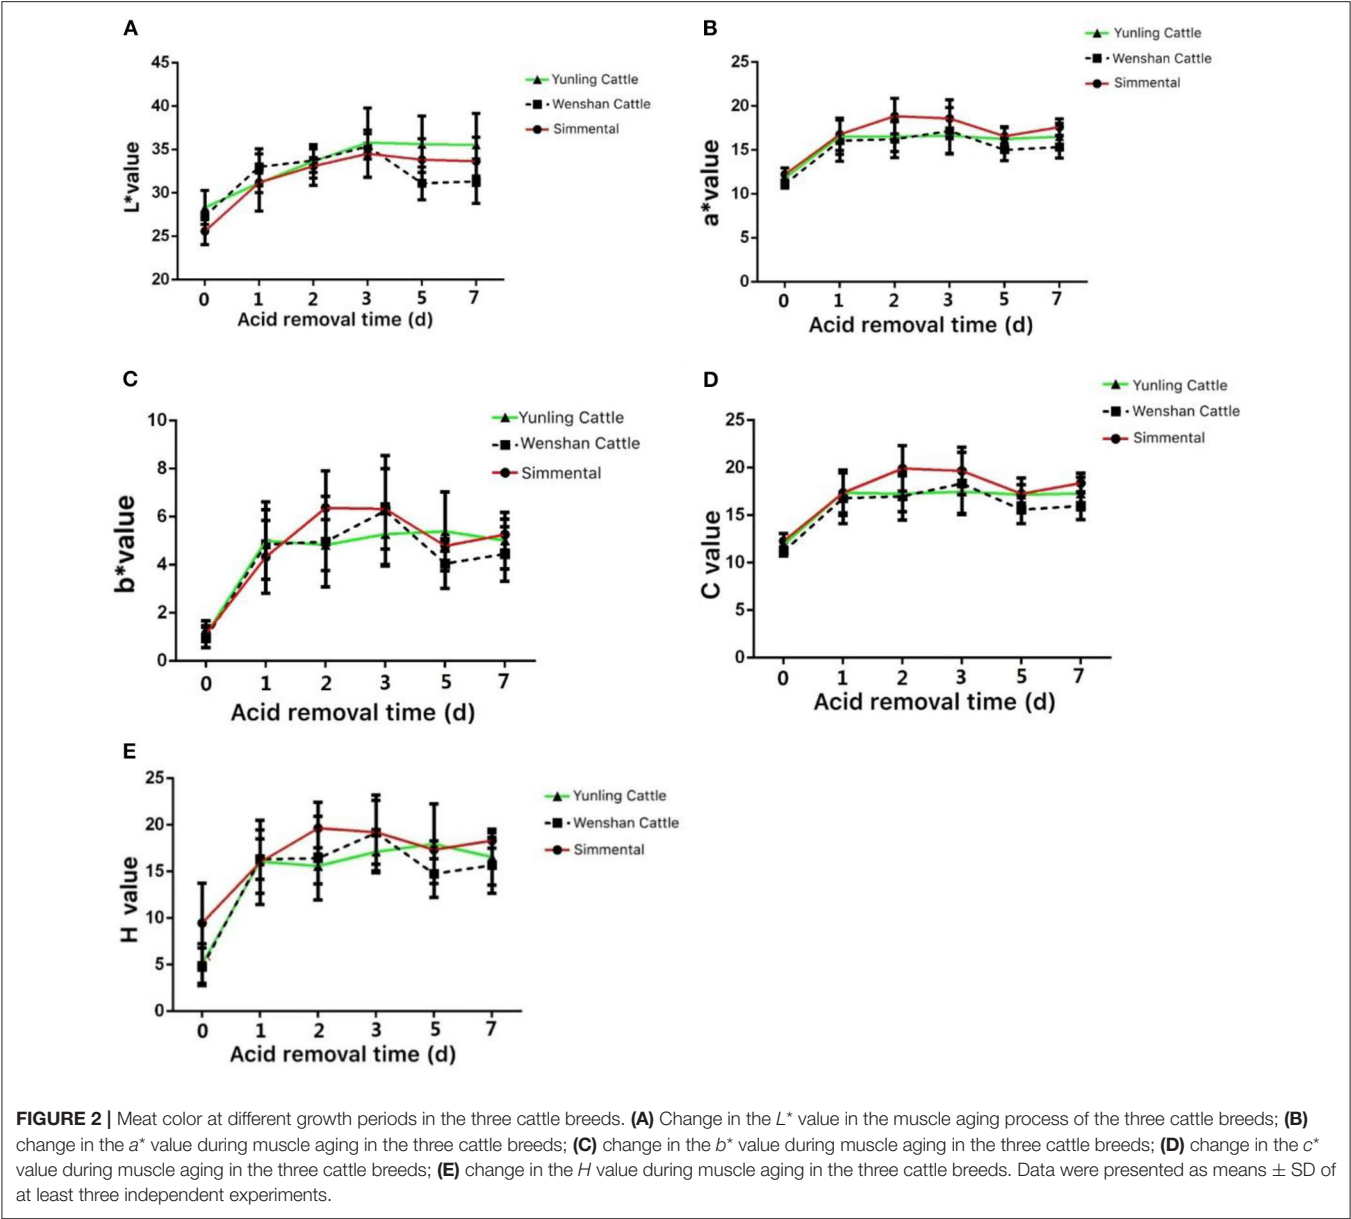 A
45
40
35
30
25
20
L*value
0 1 2 3 5 7
Acid removal time (d)
Yunling Cattle
Wenshan Cattle
Simmental
B
25
20
15
10
5
0
a*value
0 1 2 3 5 7
Acid removal time (d)
Yunling Cattle
Wenshan Cattle
Simmental
C
10
8
6
4
2
0
b*value
0 1 2 3 5 7
Acid removal time (d)
Yunling Cattle
Wenshan Cattle
Simmental
D
25
20
15
10
5
0
C value
0 1 2 3 5 7
Acid removal time (d)
Yunling Cattle
Wenshan Cattle
Simmental
E
25
20
15
10
5
0
H value
0 1 2 3 5 7
Acid removal time (d)
Yunling Cattle
Wenshan Cattle
Simmental
FIGURE 2 | Meat color at different growth periods in the three cattle breeds. (A) Change in the L* value in the muscle aging process of the three cattle breeds; (B)
change in the a* value during muscle aging in the three cattle breeds; (C) change in the b* value during muscle aging in the three cattle breeds; (D) change in the c*
value during muscle aging in the three cattle breeds; (E) change in the H value during muscle aging in the three cattle breeds. Data were presented as means ± SD of
at least three independent experiments.